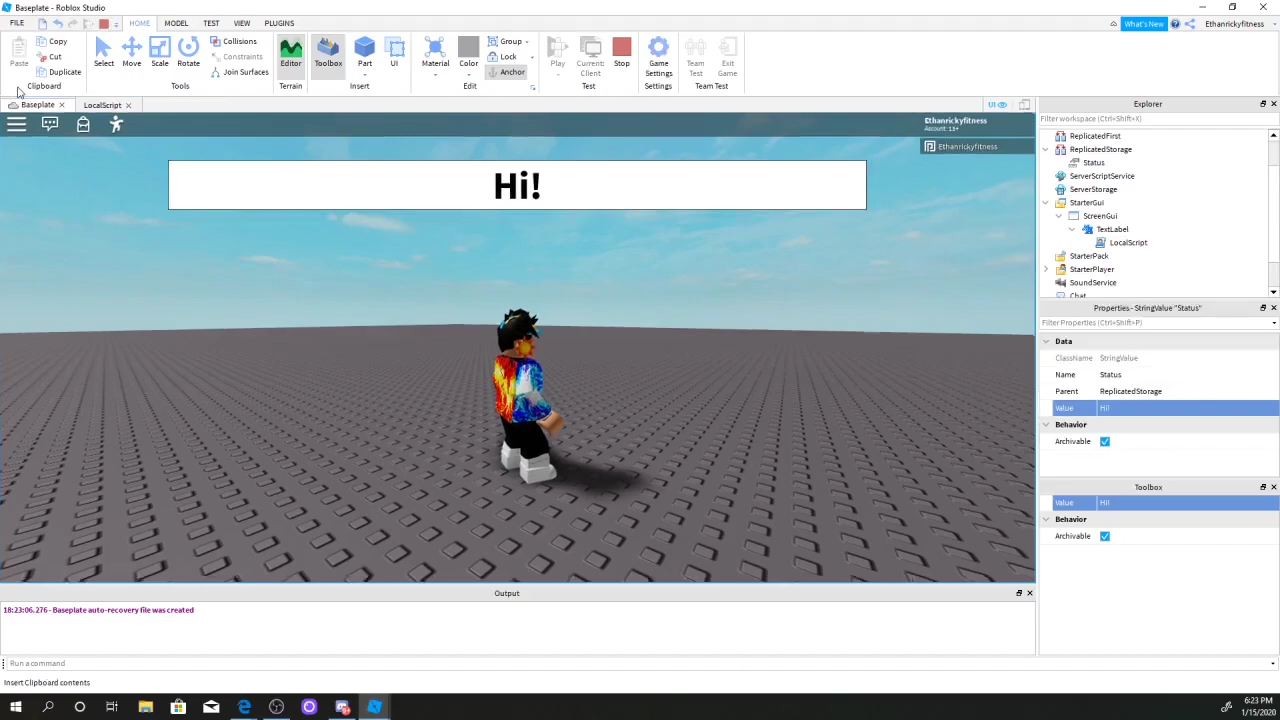 Baseplate - Roblox Studio
FILE HOME MODEL TEST VIEW PLUGINS What's New Ethanrickyfitness
Paste Copy Cut Duplicate Select Move Scale Rotate Collisions Constraints Join Surfaces Editor Toolbox Part UI Material Color Group Lock Anchor Play Current: Client Stop Game Settings Team Test Exit Game
Clipboard Tools Terrain Insert Edit Test Settings Team Test
Baseplate LocalScript UI Explorer
Filter workspace (Ctrl+Shift+X)
Ethanrickyfitness
Account: 13+
Ethanrickyfitness
Hi!
ReplicatedFirst
ReplicatedStorage
Status
ServerScriptService
ServerStorage
StarterGui
ScreenGui
TextLabel
LocalScript
StarterPack
StarterPlayer
SoundService
Chat
Properties - StringValue "Status"
Filter Properties (Ctrl+Shift+P)
Data
ClassName StringValue
Name Status
Parent ReplicatedStorage
Value Hi!
Behavior
Archivable
Toolbox
Value Hi!
Behavior
Archivable
Output
18:23:06.276 - Baseplate auto-recovery file was created
Run a command
Insert Clipboard contents
6:23 PM
1/15/2020